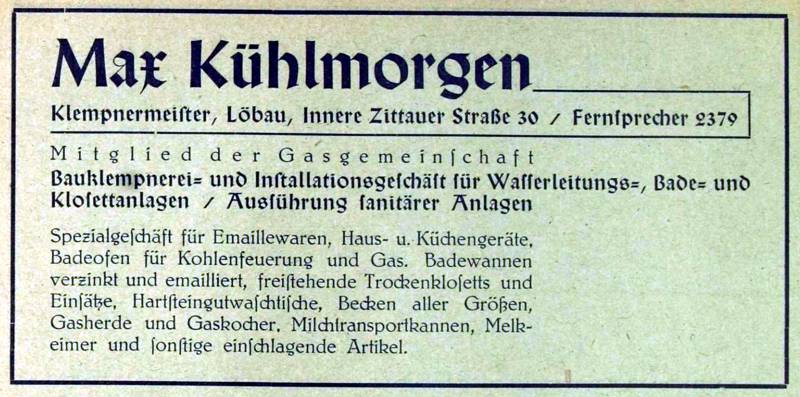 Max Kühlmorgen
Klempnermeiſter, Löbau, Innere Zittauer Straße 30 / Fernſprecher 2379
Mitglied der Gasgemeinſchaft
Bauklempnerei= und Inſtallationsgeſchäft für Waſſerleitungs=, Bade= und
Kloſettanlagen / Ausführung ſanitärer Anlagen
Spezialgeſchäft für Emaillewaren, Haus- u. Küchengeräte,
Badeofen für Kohlenfeuerung und Gas. Badewannen
verzinkt und emailliert, freiſtehende Trockenkloſetts und
Einſätze, Hartſteingutwaſchtiſche, Becken aller Größen,
Gasherde und Gaskocher, Milchtransportkannen, Melk-
eimer und ſonſtige einſchlagende Artikel.